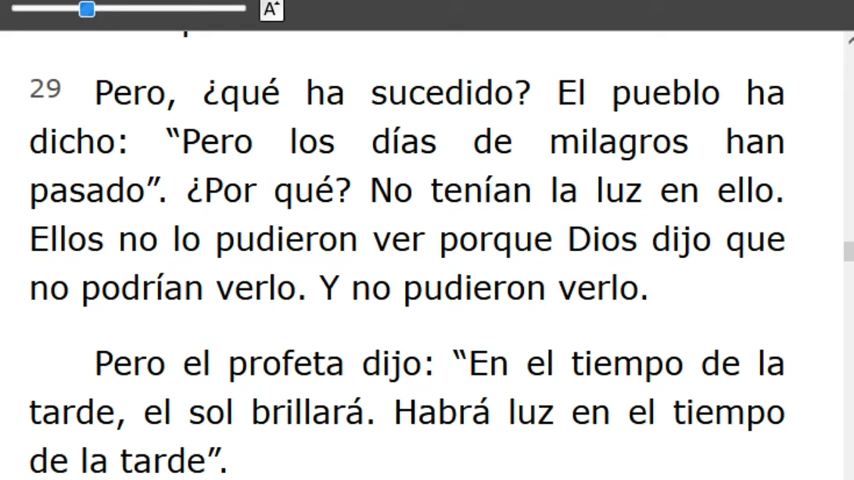 A
29 Pero, ¿qué ha sucedido? El pueblo ha
dicho: “Pero los días de milagros han
pasado”. ¿Por qué? No tenían la luz en ello.
Ellos no lo pudieron ver porque Dios dijo que
no podrían verlo. Y no pudieron verlo.
Pero el profeta dijo: “En el tiempo de la
tarde, el sol brillará. Habrá luz en el tiempo
de la tarde”.